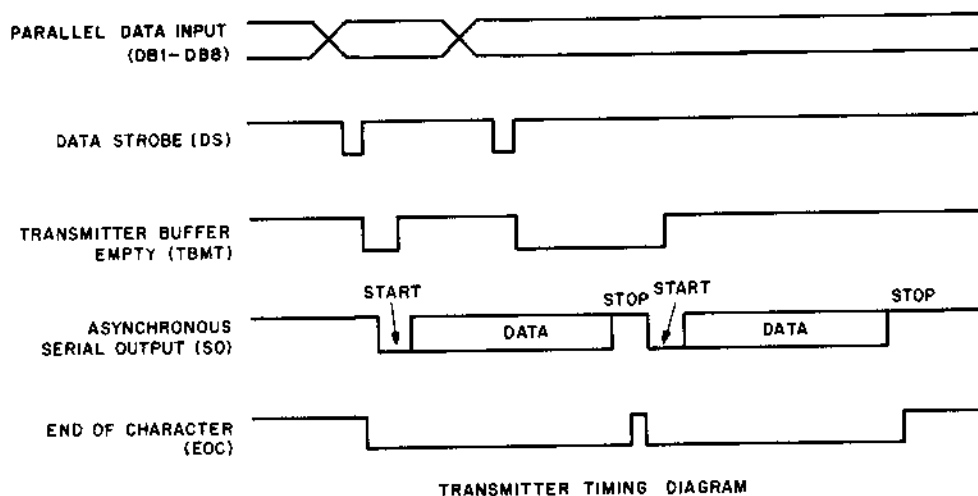 PARALLEL DATA INPUT
(DB1-DB8)
DATA STROBE (DS)
TRANSMITTER BUFFER
EMPTY (TBMT)
START
STOP
START
STOP
ASYNCHRONOUS
SERIAL OUTPUT (SO)
DATA
DATA
END OF CHARACTER
(EOC)
TRANSMITTER TIMING DIAGRAM